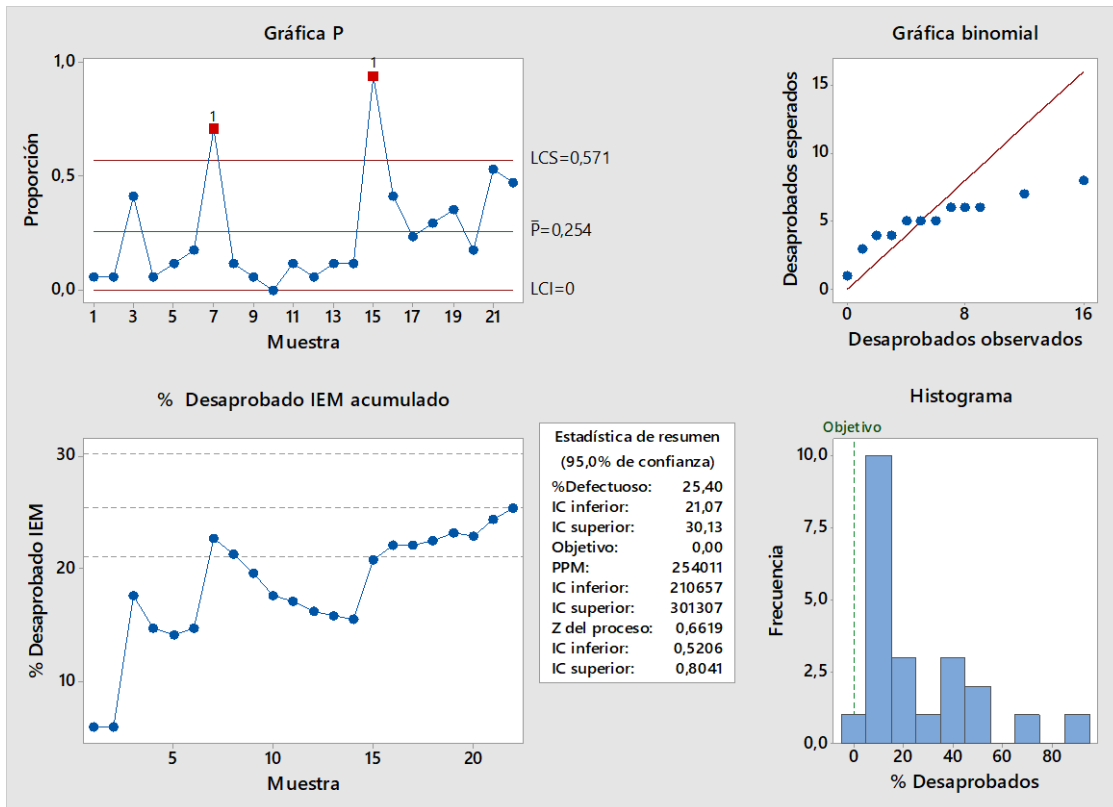 Gráfica P
1,0
0,5
0,0
Proporción
1
1
LCS=0,571
P̄=0,254
LCI=0
1 3 5 7 9 11 13 15 17 19 21
Muestra
Gráfica binomial
15
10
5
0
Desaprobados esperados
0 8 16
Desaprobados observados
% Desaprobado IEM acumulado
30
20
10
% Desaprobado IEM
5 10 15 20
Muestra
Estadística de resumen
(95,0% de confianza)
%Defectuoso: 25,40
IC inferior: 21,07
IC superior: 30,13
Objetivo: 0,00
PPM: 254011
IC inferior: 210657
IC superior: 301307
Z del proceso: 0,6619
IC inferior: 0,5206
IC superior: 0,8041
Histograma
Objetivo
10,0
7,5
5,0
2,5
0,0
Frecuencia
0 20 40 60 80
% Desaprobados